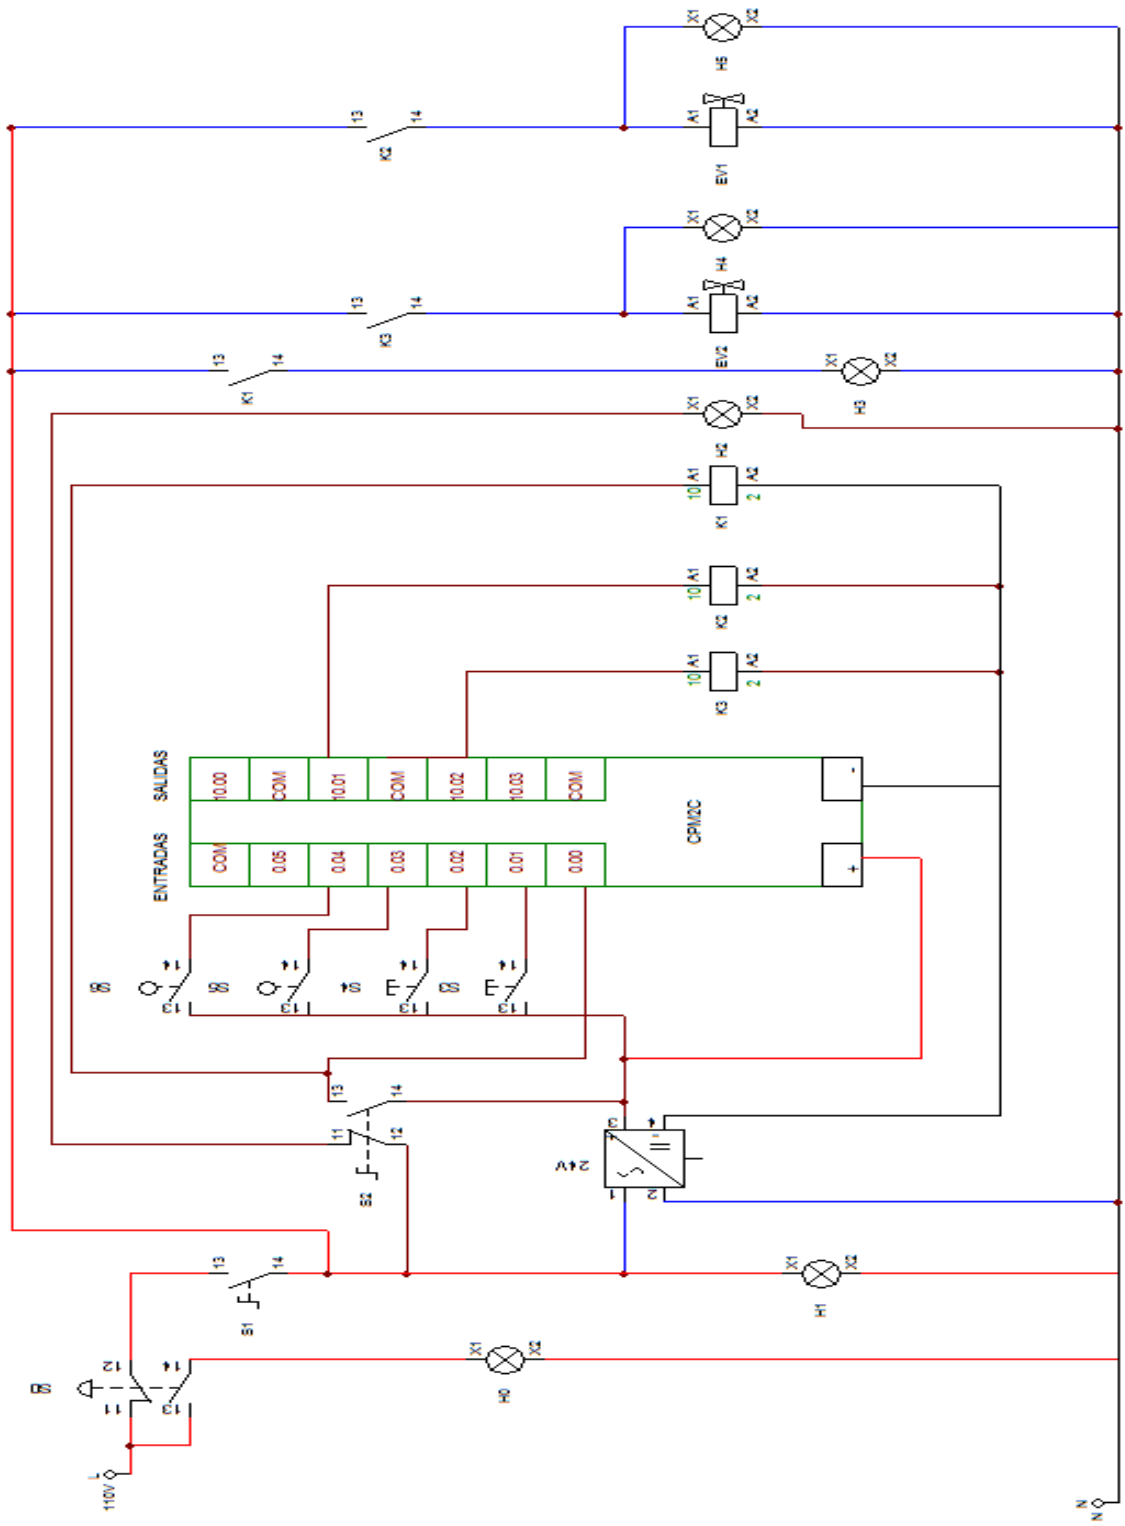 X1
X2
H5
13
14
K2
A1
A2
EV1
X1
X2
H4
13
14
K3
A1
A2
EV2
13
14
K1
X1
X2
H3
X1
X2
H2
10 A1
2 A2
K1
10 A1
2 A2
K2
10 A1
2 A2
K3
SALIDAS
10.00
COM
10.01
COM
10.02
10.03
COM
-
CPM2C
ENTRADAS
COM
0.05
0.04
0.03
0.02
0.01
0.00
+
13
14
13
14
S4
13
14
S3
13
14
13
14
11
12
S2
24V
3
+
4
-
1
2
13
14
S1
X1
X2
H1
12
14
11
13
X1
X2
H0
L
110V
N
N